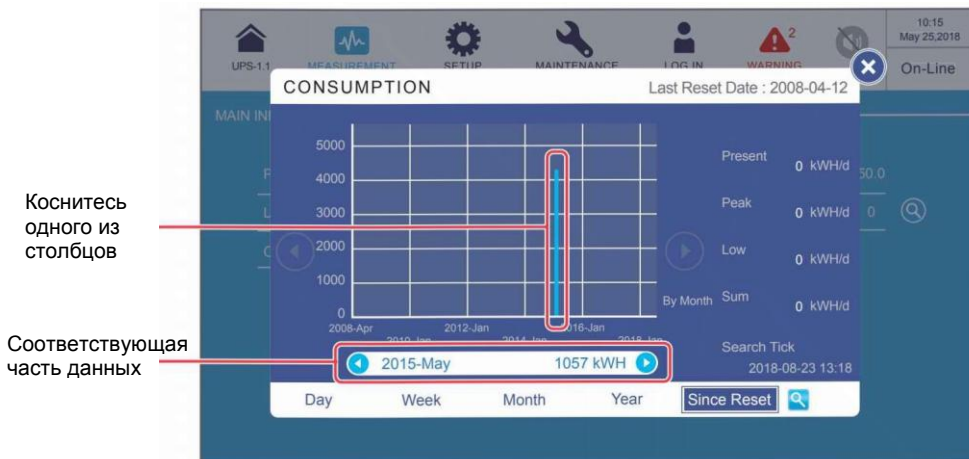 10:15
May 25,2018
2
UPS-1.1
MEASUREMENT
SETUP
MAINTENANCE
LOG IN
WARNING
On-Line
CONSUMPTION
Last Reset Date : 2008-04-12
MAIN IN
5000
4000
3000
2000
1000
0
2008-Apr
2010-Jan
2012-Jan
2014-Jan
2016-Jan
2018-Jan
By Month
Present
0 kWH/d
Peak
0 kWH/d
Low
0 kWH/d
Sum
0 kWH/d
Search Tick
2018-08-23 13:18
0
Коснитесь
одного из
столбцов
Соответствующая
часть данных
2015-May
1057 kWH
Day
Week
Month
Year
Since Reset